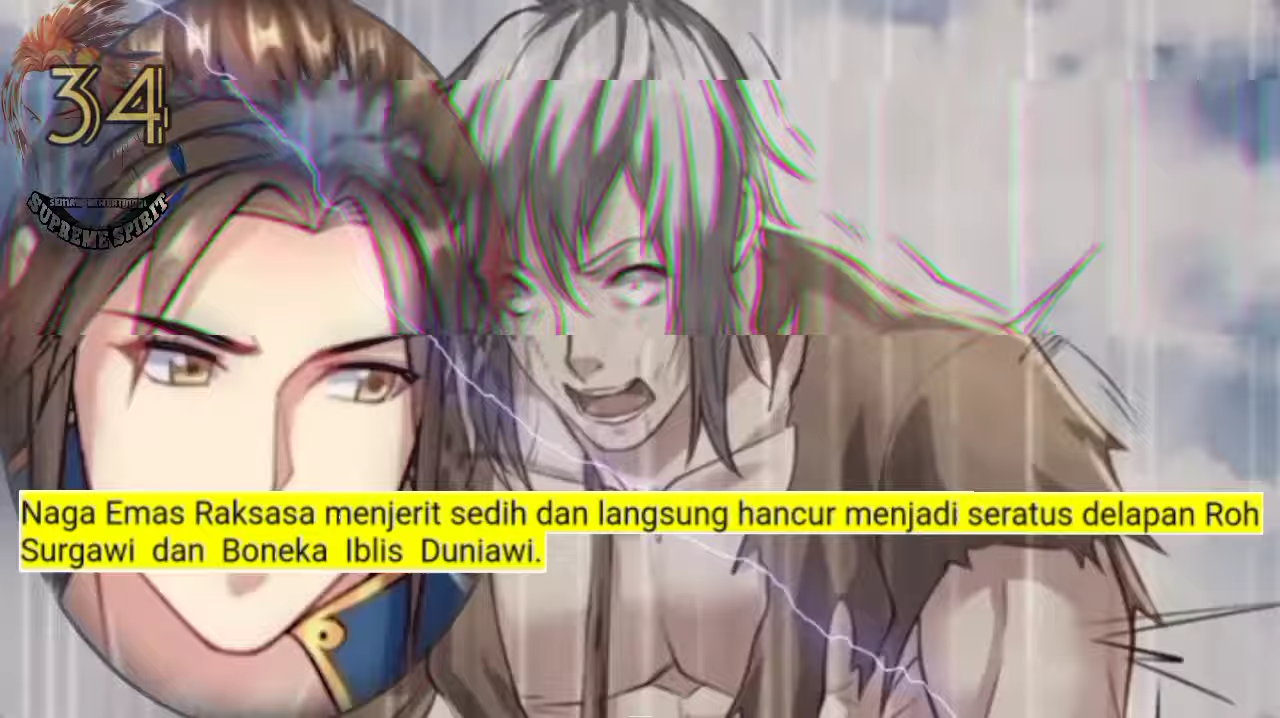 34
SUPREME SPIRIT
Naga Emas Raksasa menjerit sedih dan langsung hancur menjadi seratus delapan Roh
Surgawi dan Boneka Iblis Duniawi.